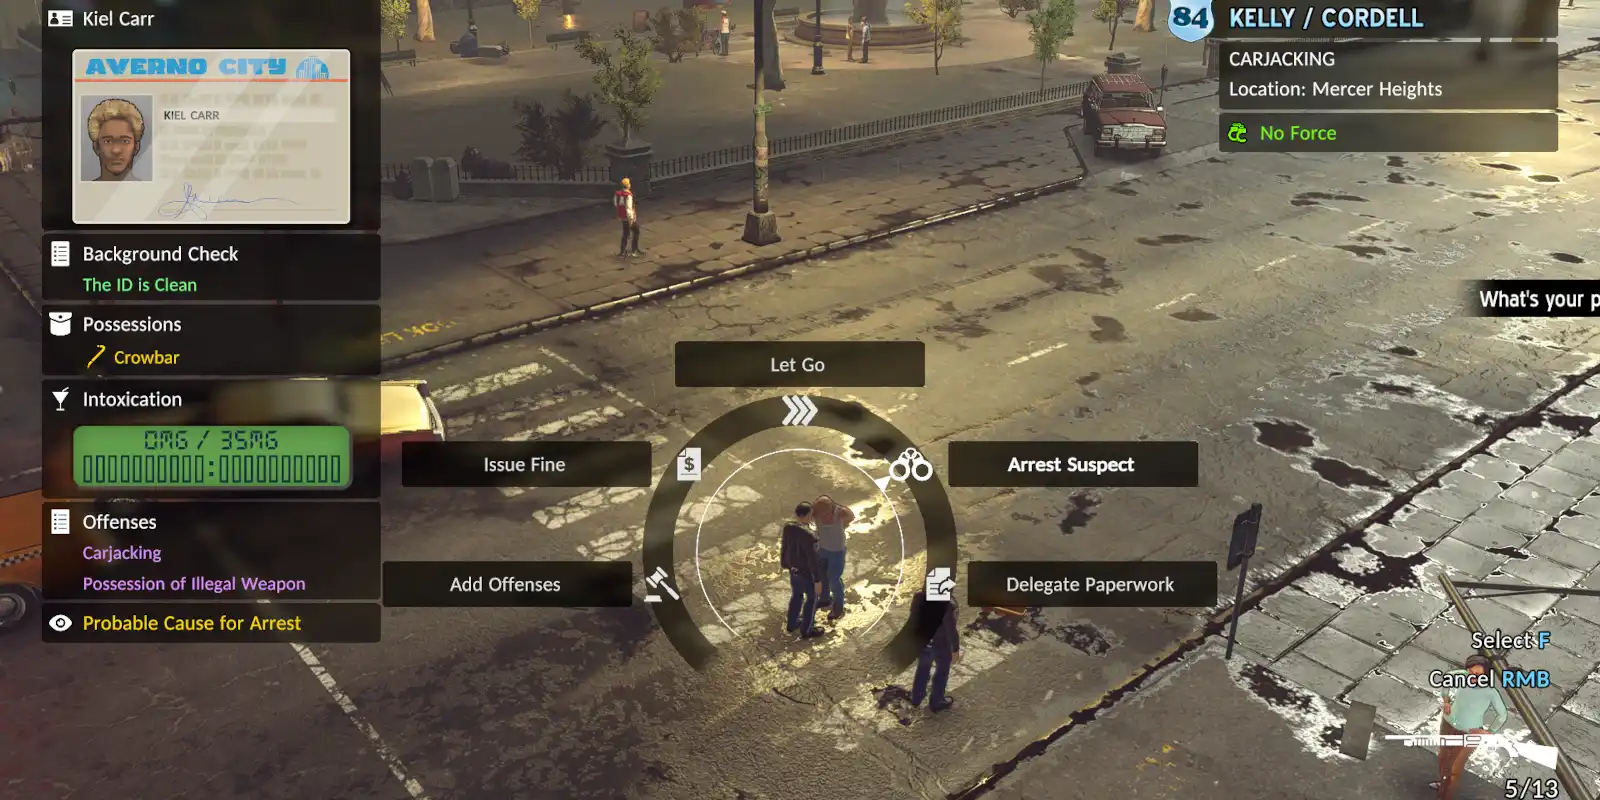 Kiel Carr
AVERNO CITY
KIEL CARR
Background Check
The ID is Clean
Possessions
Crowbar
Intoxication
0MG / 35MG
Offenses
Carjacking
Possession of Illegal Weapon
Probable Cause for Arrest
84 KELLY / CORDELL
CARJACKING
Location: Mercer Heights
No Force
What's your p
Let Go
Issue Fine
$
Arrest Suspect
Add Offenses
Delegate Paperwork
Select F
Cancel RMB
5/13